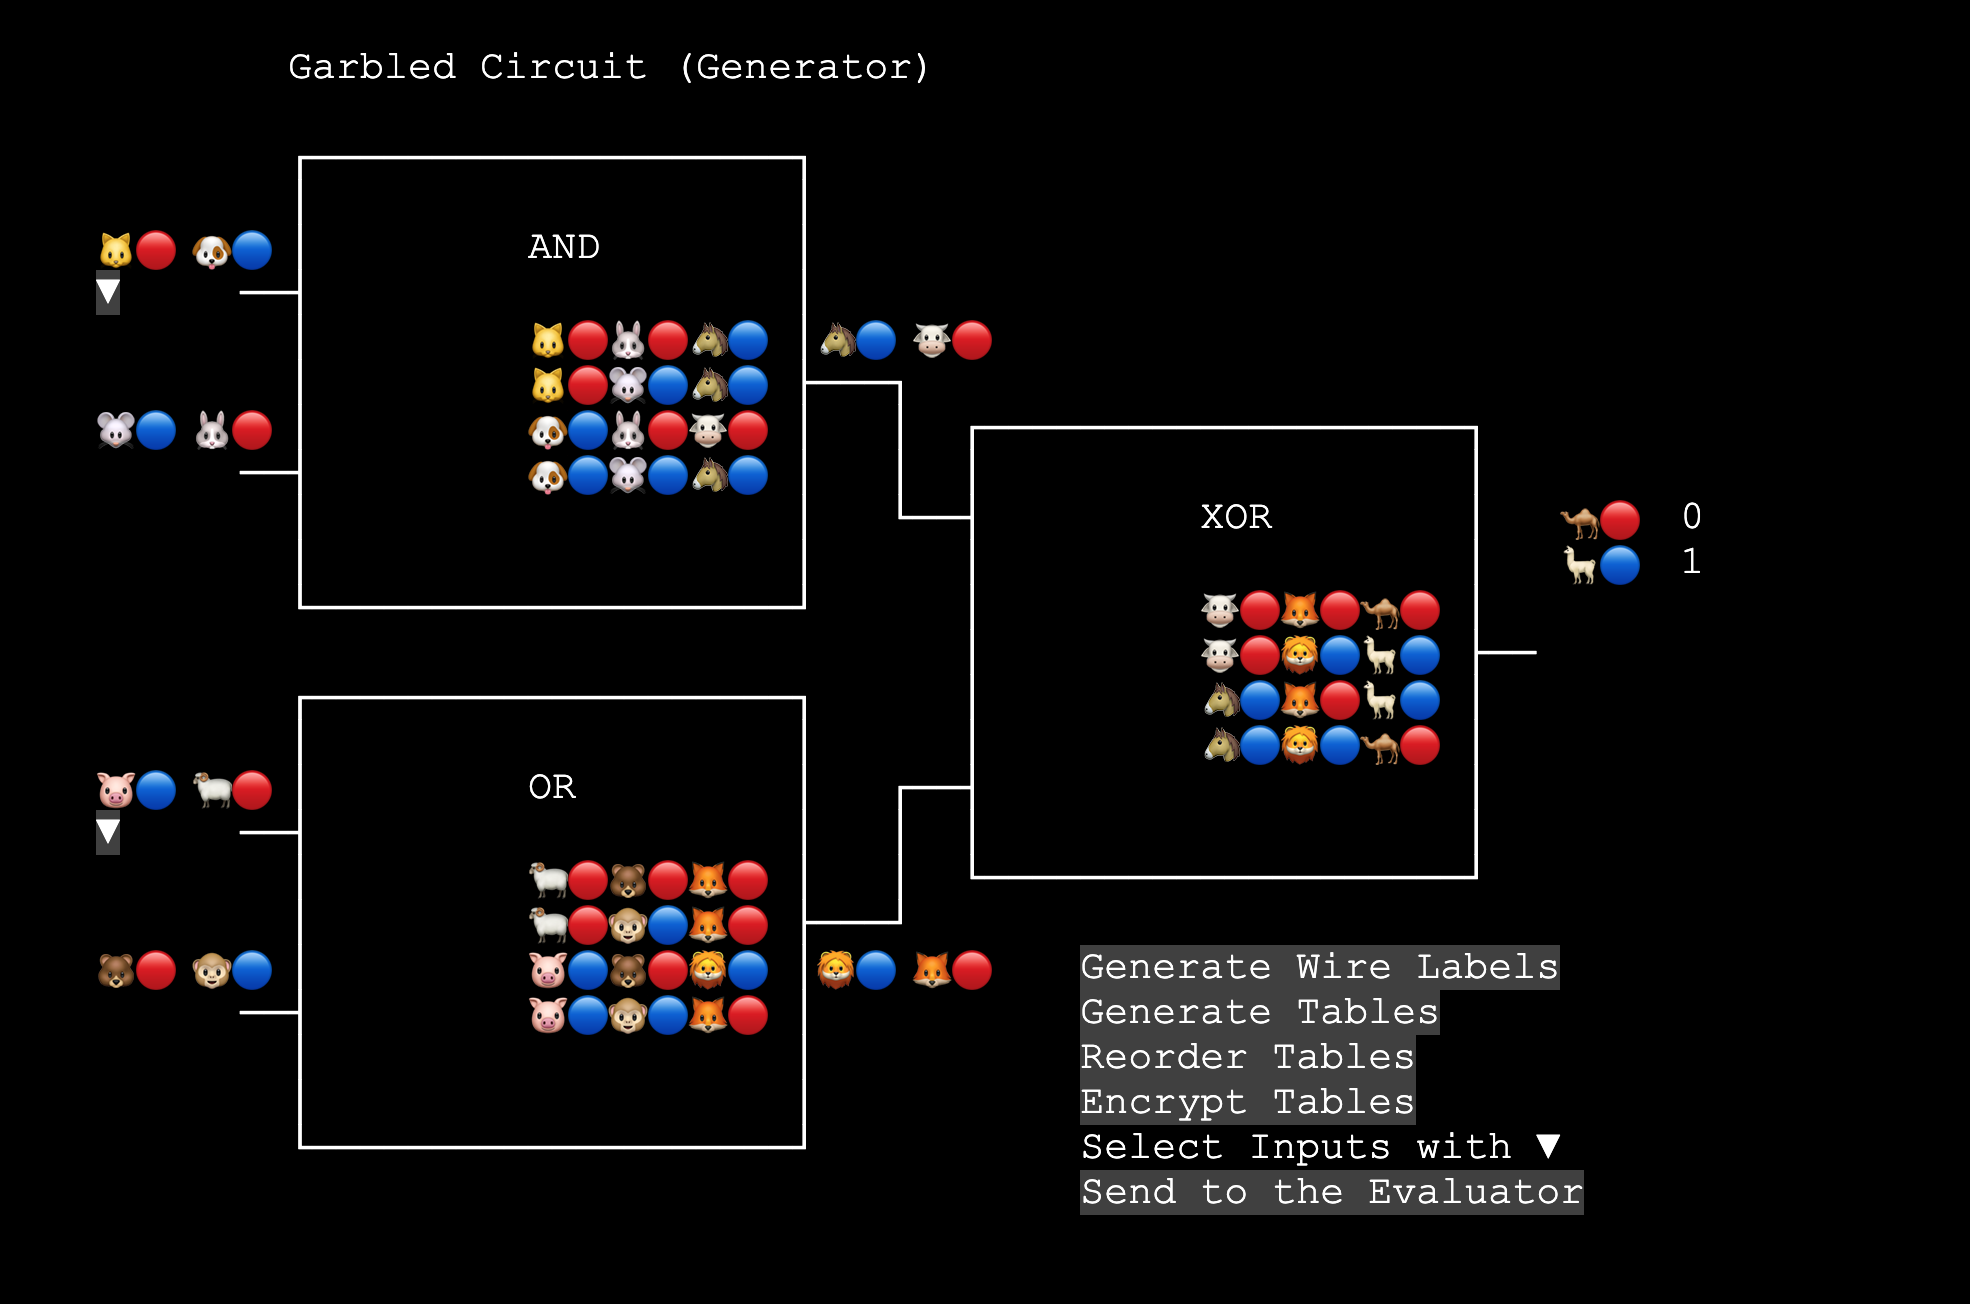 Garbled Circuit (Generator)
AND
▼
XOR
0
1
OR
▼
Generate Wire Labels
Generate Tables
Reorder Tables
Encrypt Tables
Select Inputs with ▼
Send to the Evaluator